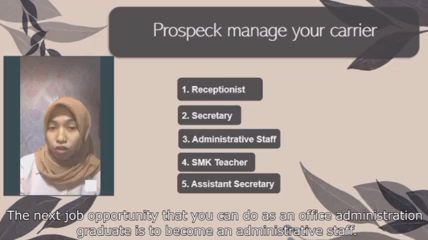 Prospeck manage your carrier
1. Receptionist
2. Secretary
3. Administrative Staff
4. SMK Teacher
5. Assistant Secretary
The next job opportunity that you can do as an office administration
graduate is to become an administrative staff.